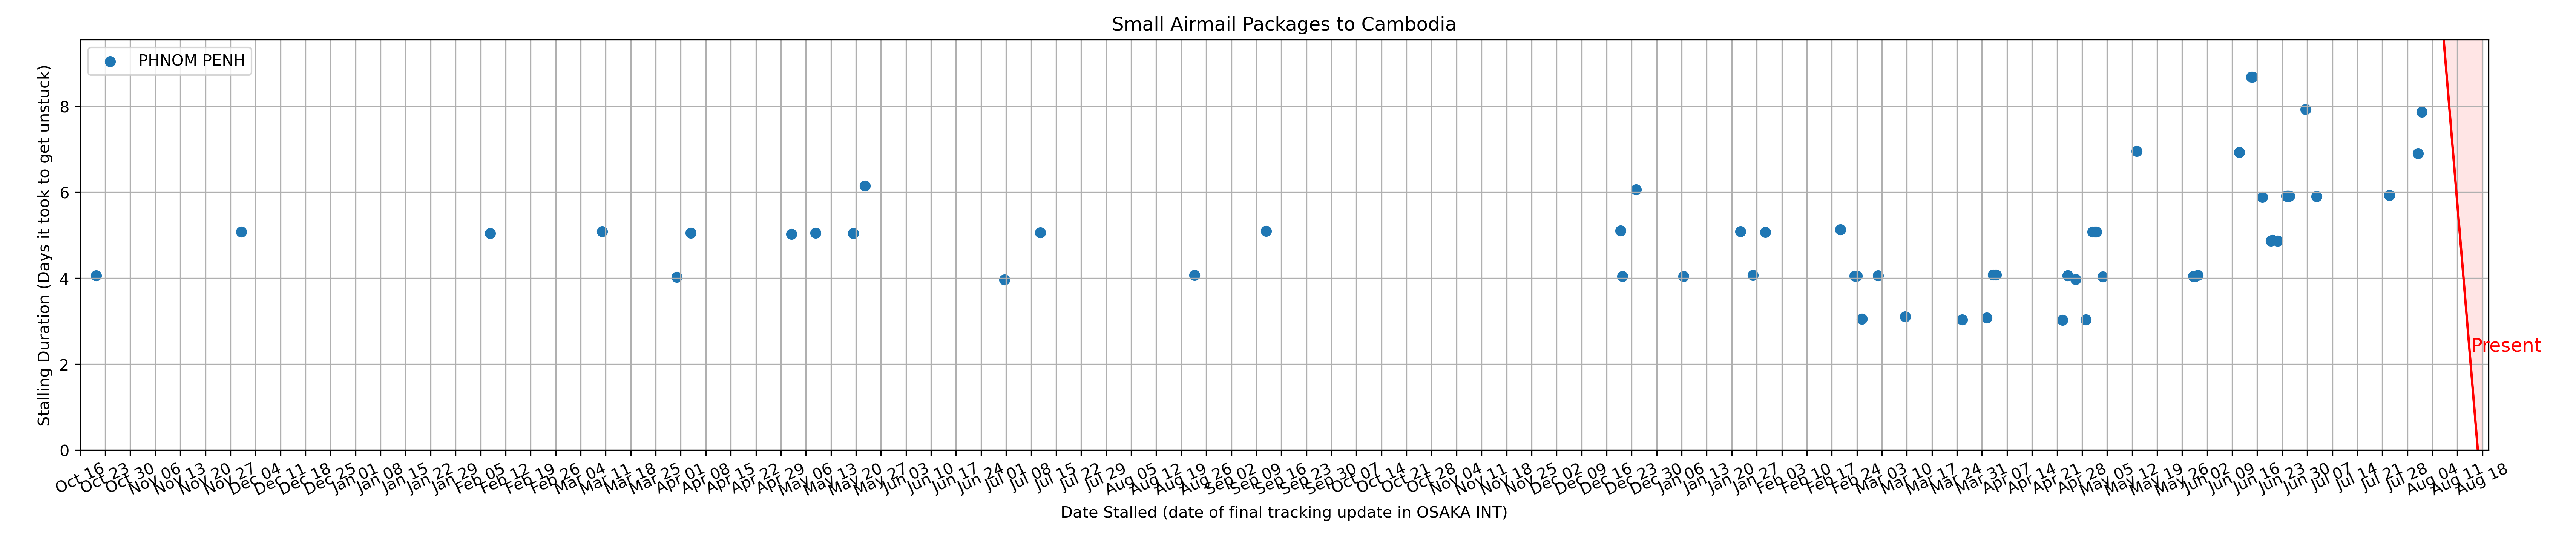 Small Airmail Packages to Cambodia
PHNOM PENH
Stalling Duration (Days it took to get unstuck)
8
6
4
2
0
Present
Oct 16 Oct 23 Oct 30 Nov 06 Nov 13 Nov 20 Nov 27 Dec 04 Dec 11 Dec 18 Dec 25 Jan 01 Jan 08 Jan 15 Jan 22 Jan 29 Feb 05 Feb 12 Feb 19 Feb 26 Mar 04 Mar 11 Mar 18 Mar 25 Apr 01 Apr 08 Apr 15 Apr 22 Apr 29 May 06 May 13 May 20 May 27 Jun 03 Jun 10 Jun 17 Jun 24 Jul 01 Jul 08 Jul 15 Jul 22 Jul 29 Aug 05 Aug 12 Aug 19 Aug 26 Sep 02 Sep 09 Sep 16 Sep 23 Sep 30 Oct 07 Oct 14 Oct 21 Oct 28 Nov 04 Nov 11 Nov 18 Nov 25 Dec 02 Dec 09 Dec 16 Dec 23 Dec 30 Jan 06 Jan 13 Jan 20 Jan 27 Feb 03 Feb 10 Feb 17 Feb 24 Mar 03 Mar 10 Mar 17 Mar 24 Mar 31 Apr 07 Apr 14 Apr 21 Apr 28 May 05 May 12 May 19 May 26 Jun 02 Jun 09 Jun 16 Jun 23 Jun 30 Jul 07 Jul 14 Jul 21 Jul 28 Aug 04 Aug 11 Aug 18
Date Stalled (date of final tracking update in OSAKA INT)